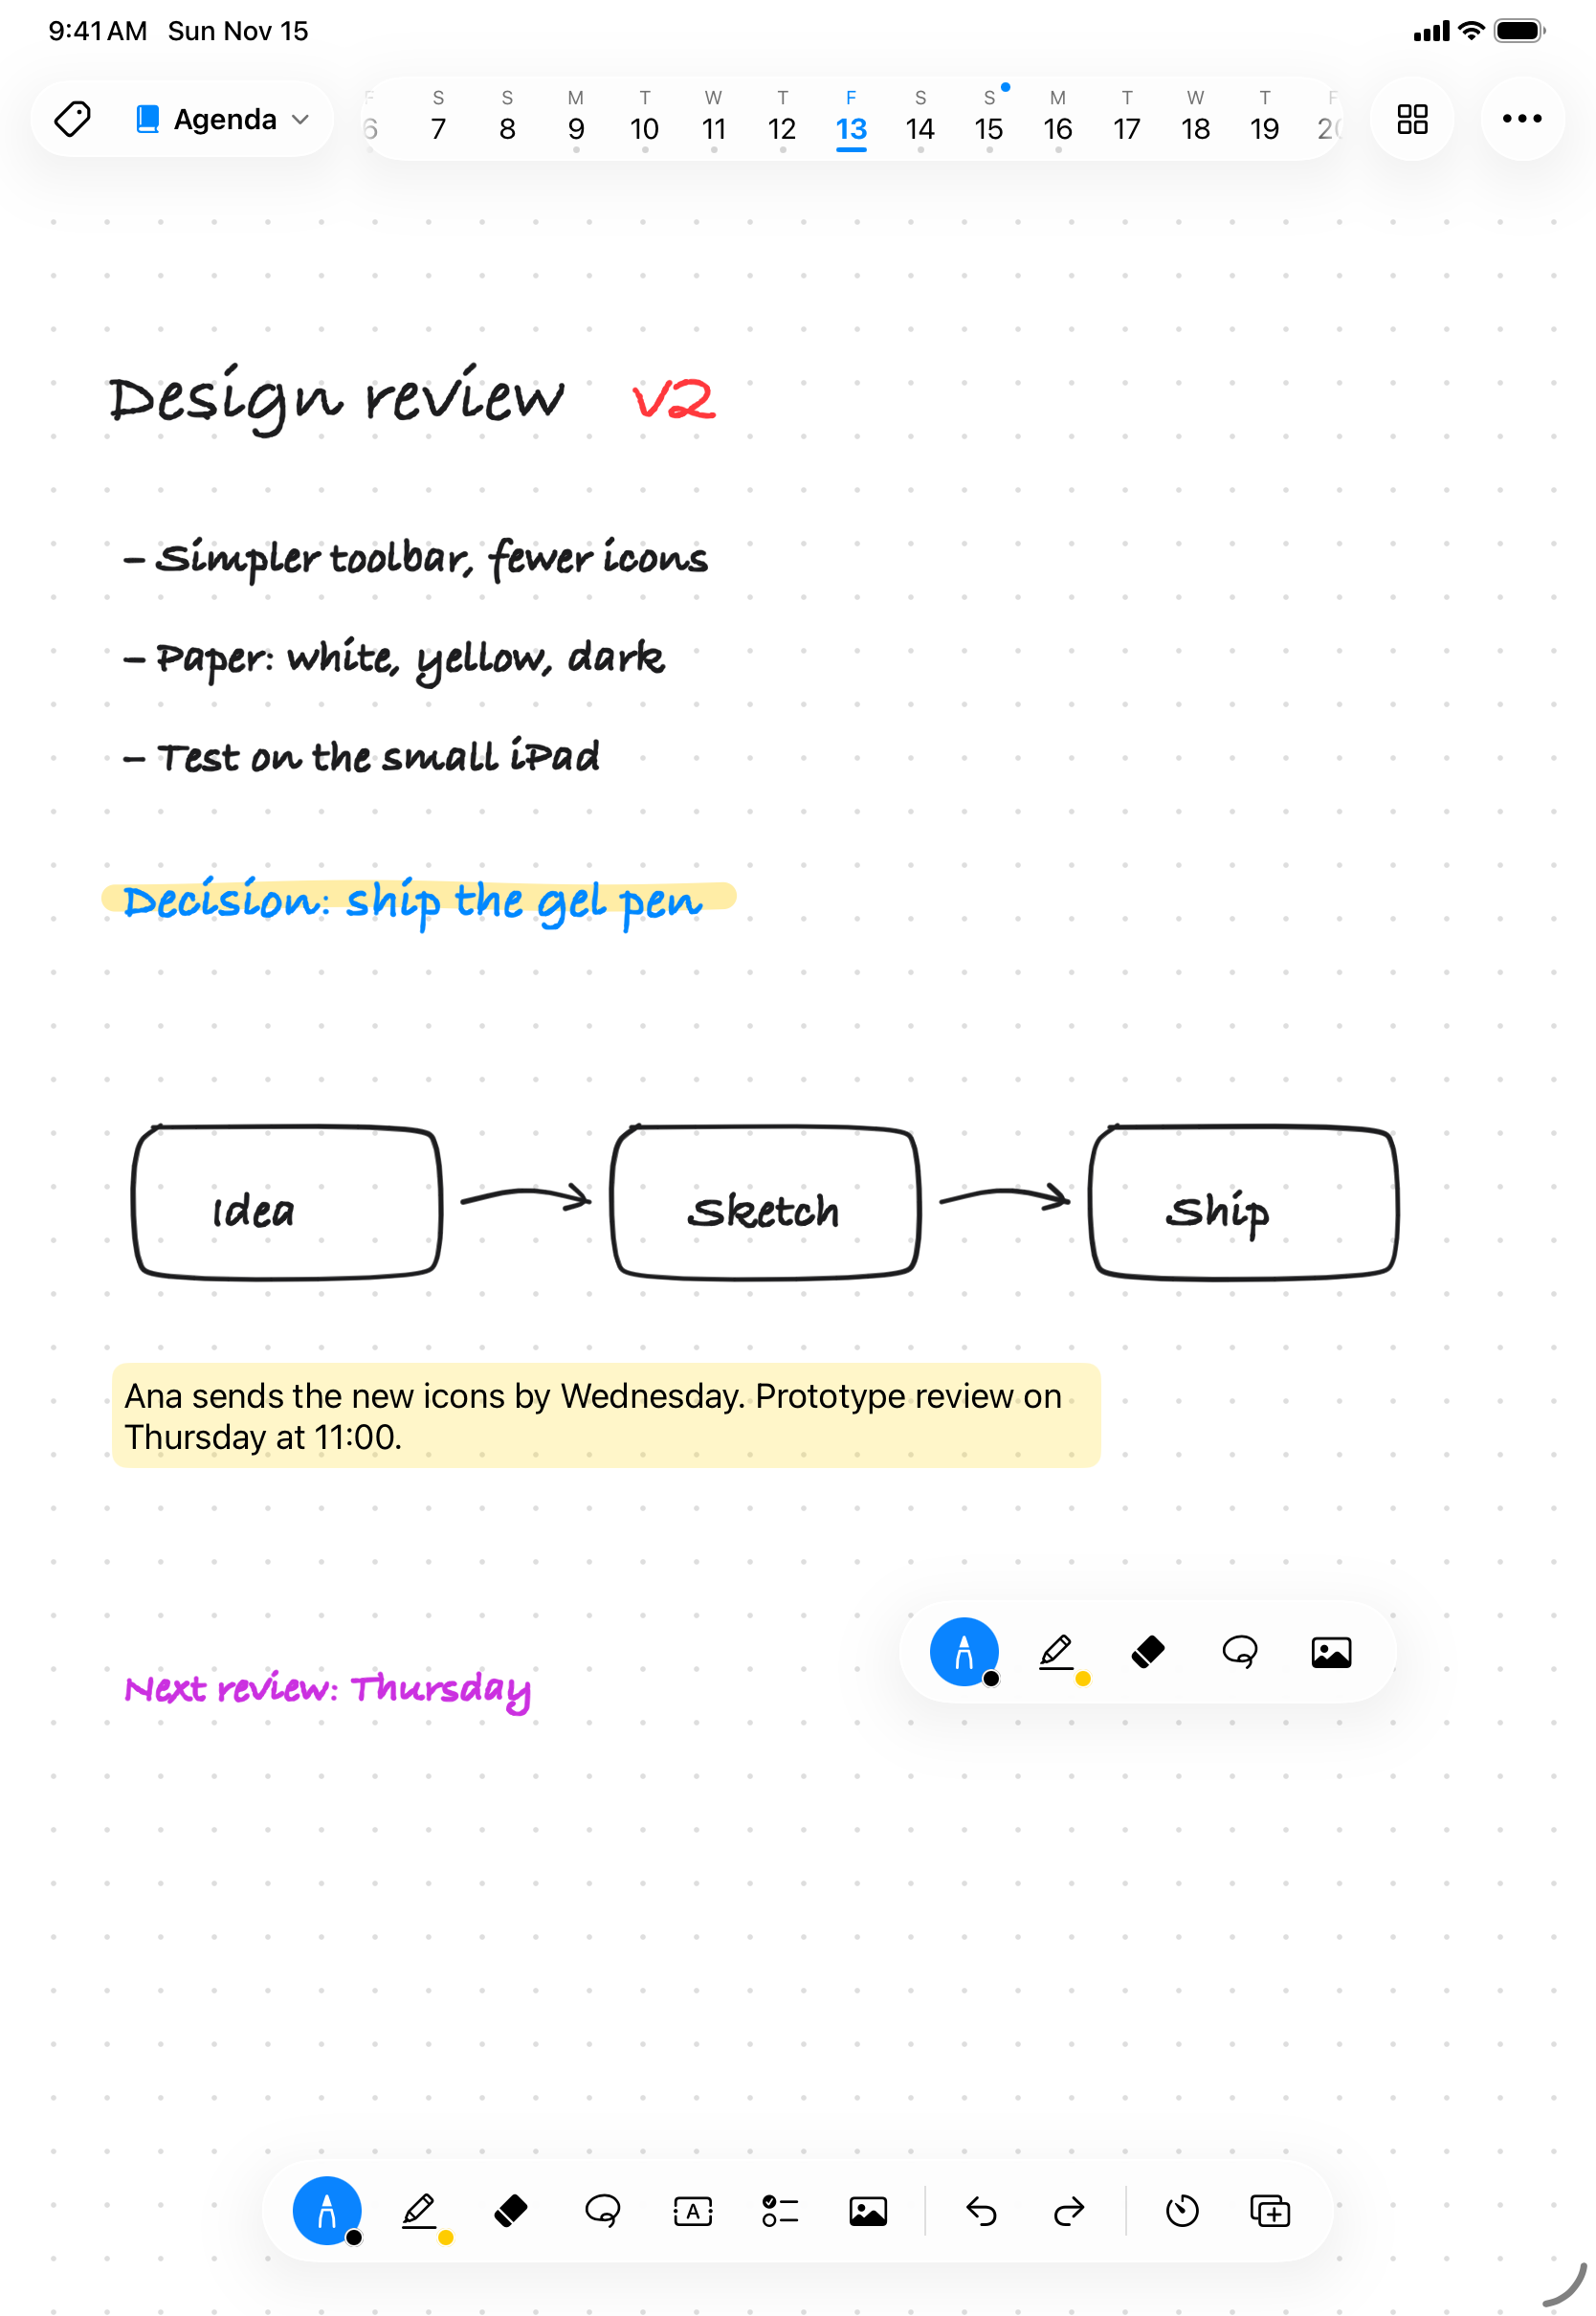 9:41 AM Sun Nov 15
Agenda
F S S M T W T F S S M T W T F
6 7 8 9 10 11 12 13 14 15 16 17 18 19 20
Design review v2
- Simpler toolbar, fewer icons
- Paper: white, yellow, dark
- Test on the small iPad
Decision: ship the gel pen
Idea Sketch Ship
Ana sends the new icons by Wednesday. Prototype review on
Thursday at 11:00.
Next review: Thursday
A